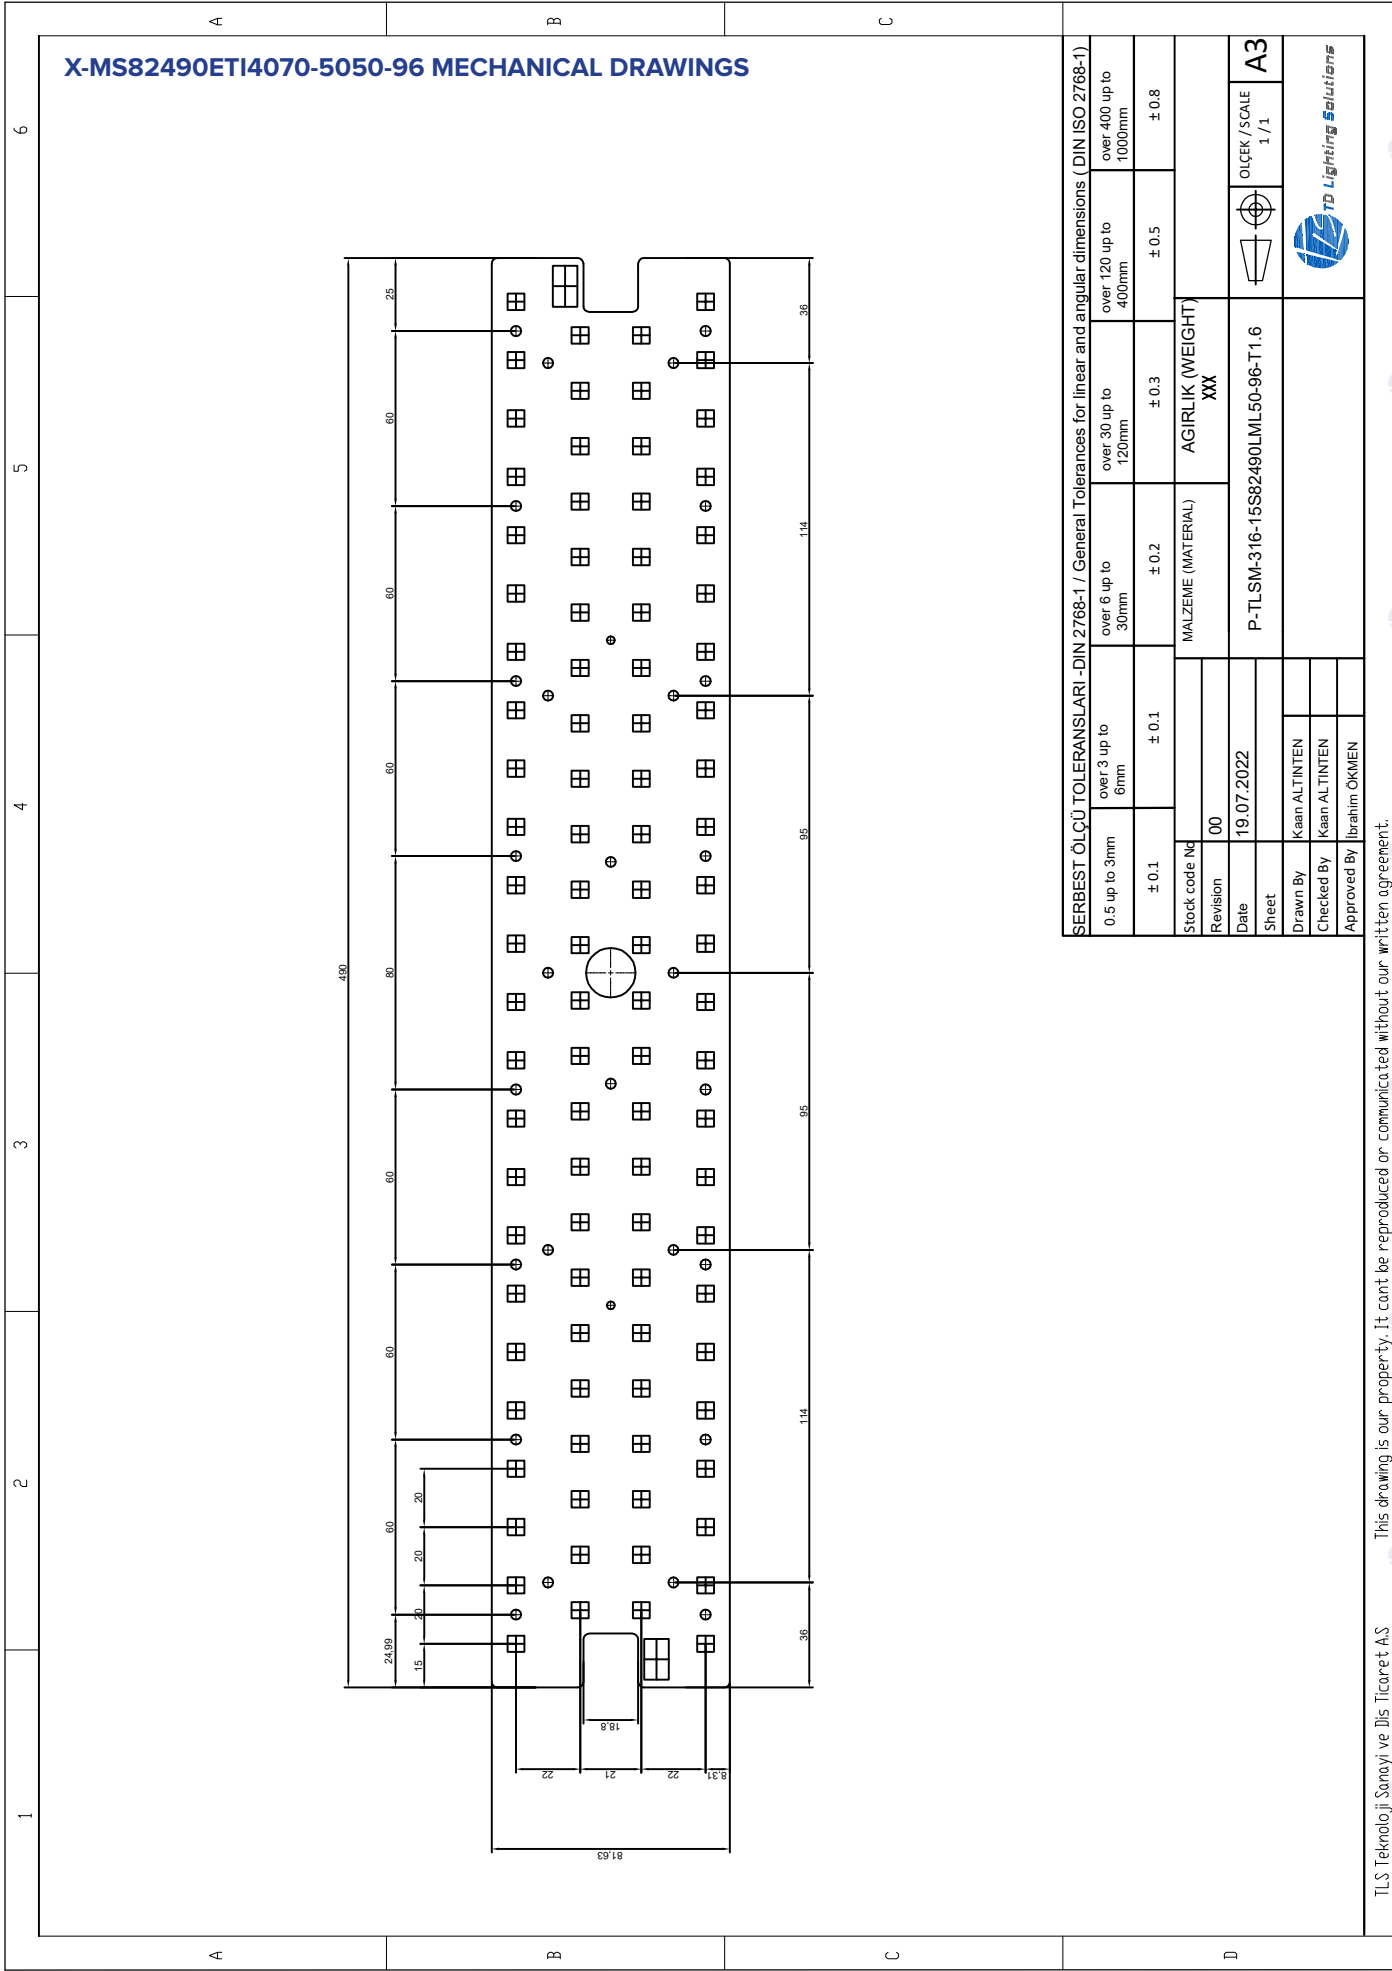 X-MS82490ETI4070-5050-96 MECHANICAL DRAWINGS
A
B
C
A
B
C
D
6
5
4
3
2
1
490
25
60
60
60
80
60
60
60
24,99
20
20
20
15
36
114
95
95
114
36
18,8
22
21
22
8,31
81,63
SERBEST ÖLÇÜ TOLERANSLARI -DIN 2768-1 / General Tolerances for linear and angular dimensions ( DIN ISO 2768-1)
0.5 up to 3mm
over 3 up to
6mm
over 6 up to
30mm
over 30 up to
120mm
over 120 up to
400mm
over 400 up to
1000mm
± 0.1
± 0.1
± 0.2
± 0.3
± 0.5
± 0.8
Stock code No
MALZEME (MATERIAL)
AGIRLIK (WEIGHT)
XXX
Revision
00
Date
19.07.2022
Sheet
P-TLSM-316-15S82490LML50-96-T1.6
OLÇEK / SCALE
1 / 1
A3
Drawn By
Kaan ALTINTEN
Checked By
Kaan ALTINTEN
Approved By
İbrahim ÖKMEN
TD Lighting Solutions
TLS Teknoloji Sanayi ve Dis Ticaret A.S
This drawing is our property. It cant be reproduced or communicated without our written agreement.